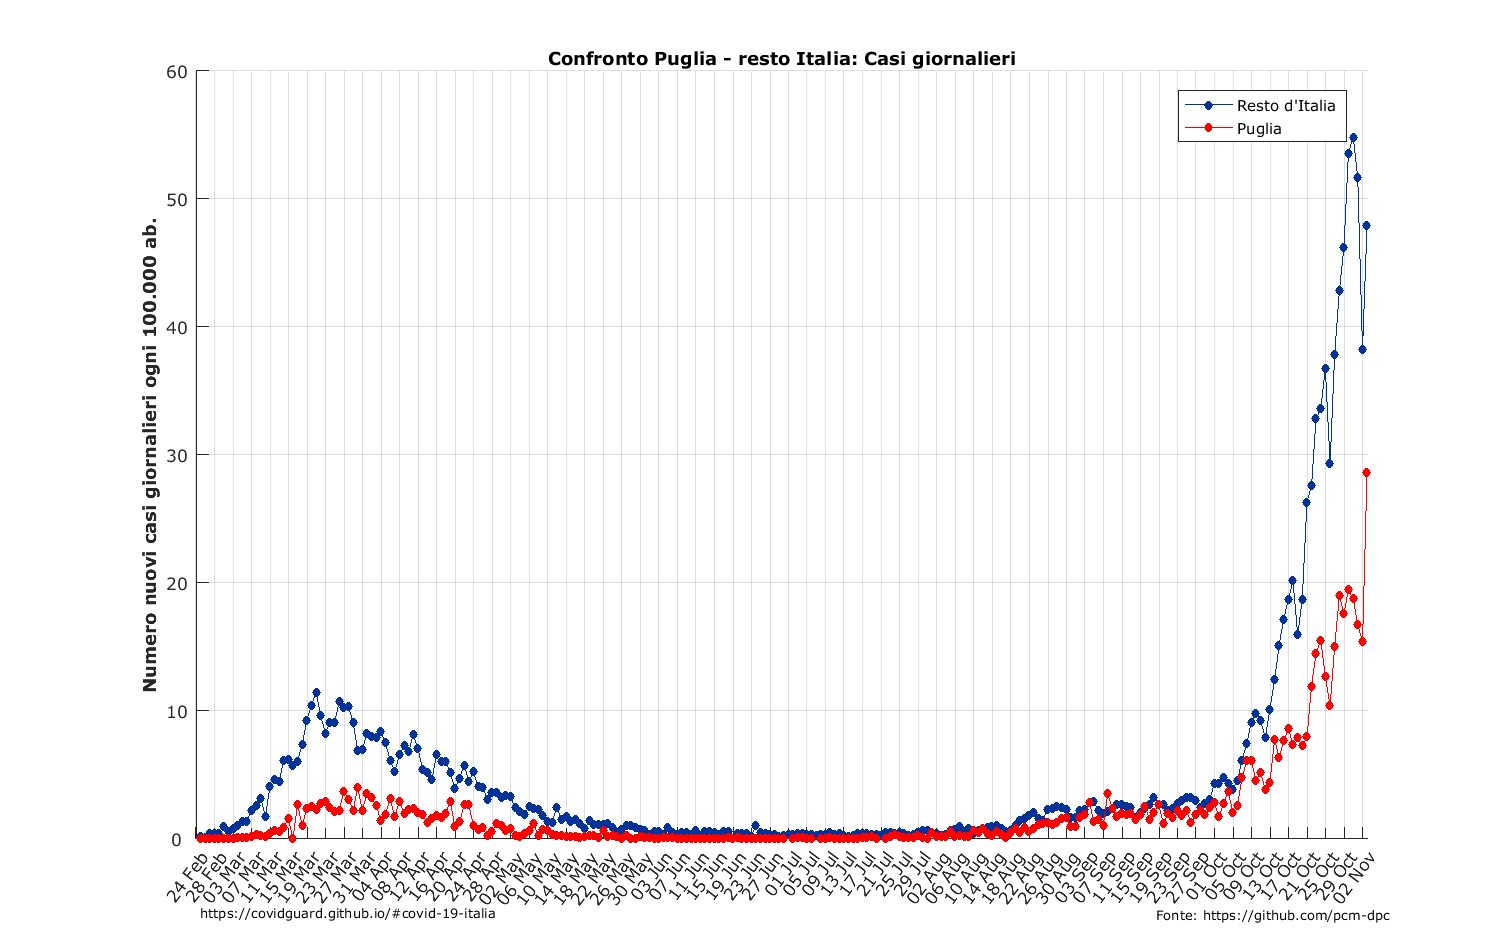 Confronto Puglia - resto Italia: Casi giornalieri
Resto d'Italia
Puglia
Numero nuovi casi giornalieri ogni 100.000 ab.
60
50
40
30
20
10
0
24 Feb
28 Feb
03 Mar
07 Mar
11 Mar
15 Mar
19 Mar
23 Mar
27 Mar
31 Mar
04 Apr
08 Apr
12 Apr
16 Apr
20 Apr
24 Apr
28 Apr
02 May
06 May
10 May
14 May
18 May
22 May
26 May
30 May
03 Jun
07 Jun
11 Jun
15 Jun
19 Jun
23 Jun
27 Jun
01 Jul
05 Jul
09 Jul
13 Jul
17 Jul
21 Jul
25 Jul
29 Jul
02 Aug
06 Aug
10 Aug
14 Aug
18 Aug
22 Aug
26 Aug
30 Aug
03 Sep
07 Sep
11 Sep
15 Sep
19 Sep
23 Sep
27 Sep
01 Oct
05 Oct
09 Oct
13 Oct
17 Oct
21 Oct
25 Oct
29 Oct
02 Nov
https://covidguard.github.io/#covid-19-italia
Fonte: https://github.com/pcm-dpc